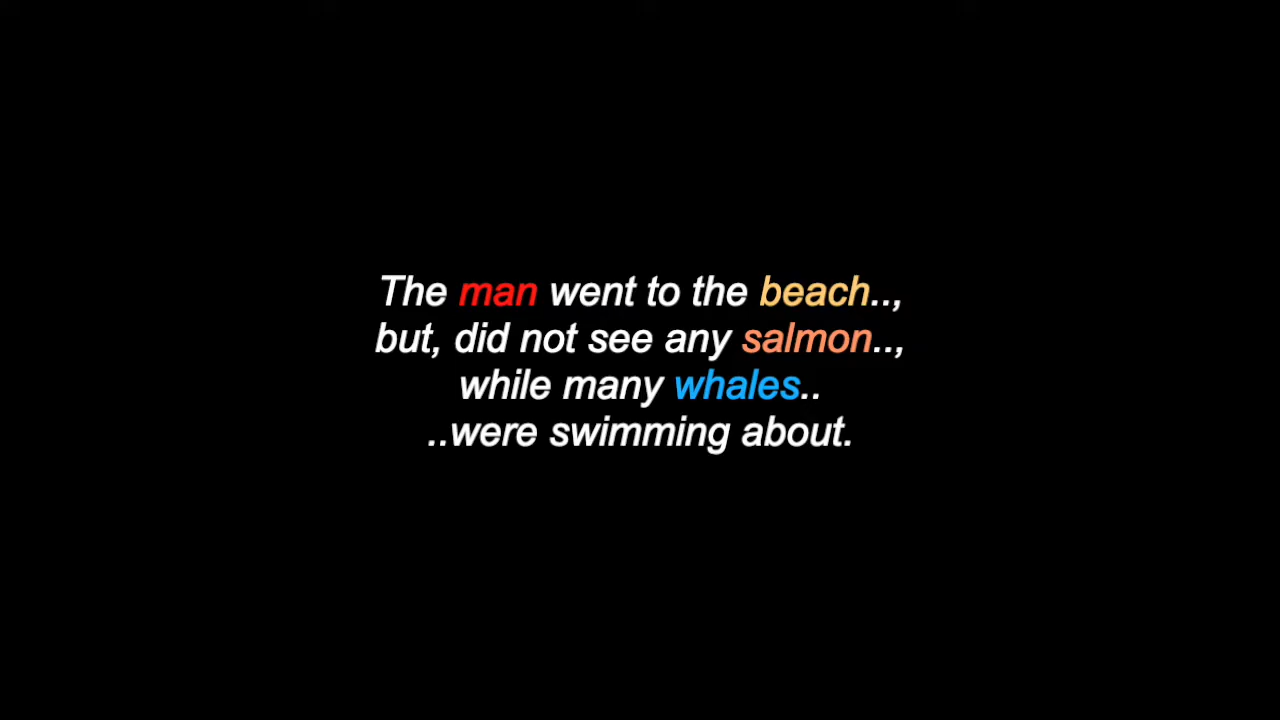 The man went to the beach..,
but, did not see any salmon..,
while many whales..
..were swimming about.